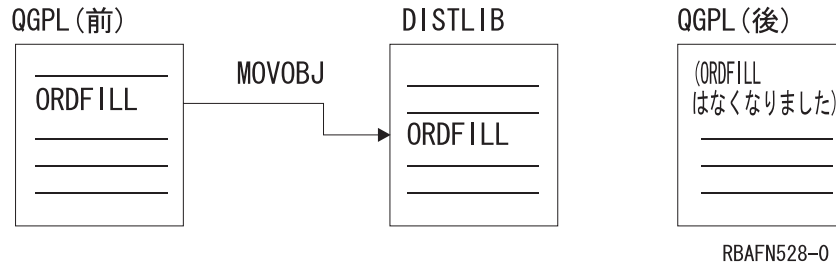 QGPL(前)
DISTLIB
QGPL(後)
ORDFILL
MOVOBJ
ORDFILL
(ORDFILL
はなくなりました)
RBAFN528-0